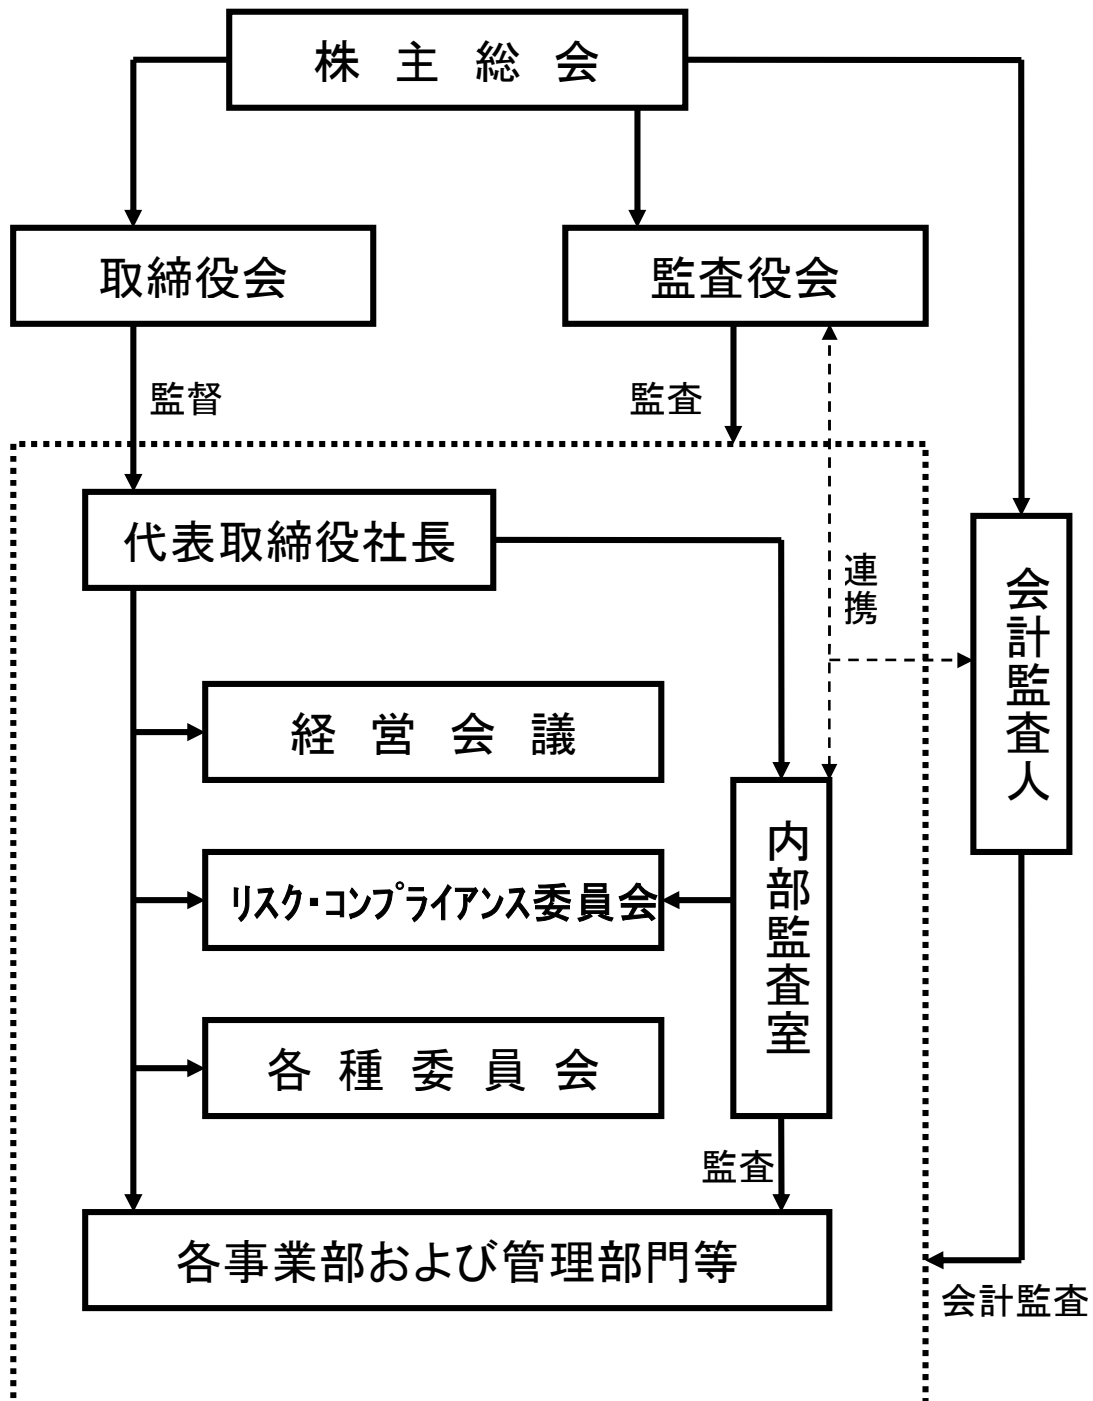 株主総会
取締役会
監査役会
監督
監査
代表取締役社長
連携
会計監査人
経営会議
内部監査室
リスク・コンプライアンス委員会
各種委員会
監査
各事業部および管理部門等
会計監査